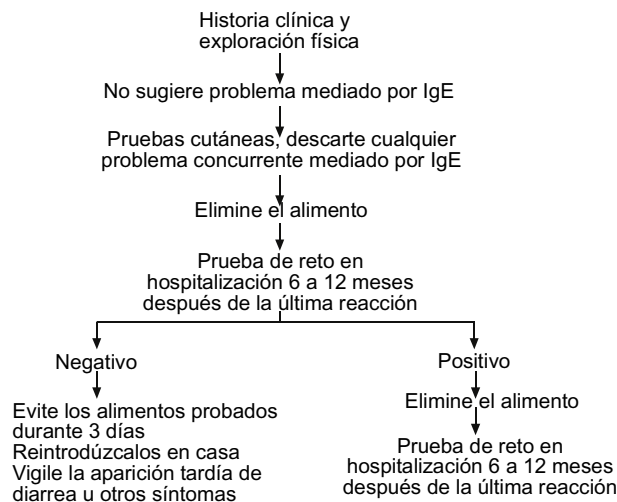 Historia clínica y
exploración física
No sugiere problema mediado por IgE
Pruebas cutáneas, descarte cualquier
problema concurrente mediado por IgE
Elimine el alimento
Prueba de reto en
hospitalización 6 a 12 meses
después de la última reacción
Negativo
Evite los alimentos probados
durante 3 días
Reintrodúzcalos en casa
Vigile la aparición tardía de
diarrea u otros síntomas
Positivo
Elimine el alimento
Prueba de reto en
hospitalización 6 a 12 meses
después de la última reacción